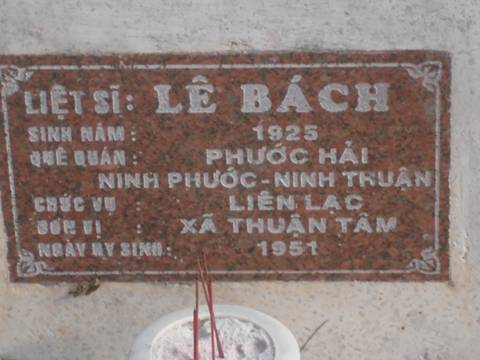 LIỆT SĨ: LÊ BÁCH
SINH NĂM : 1925
QUÊ QUÁN : PHƯỚC HẢI
NINH PHƯỚC-NINH THUẬN
CHỨC VỤ : LIÊN LẠC
ĐƠN VỊ : XÃ THUẬN TÂM
NGÀY HY SINH : 1951